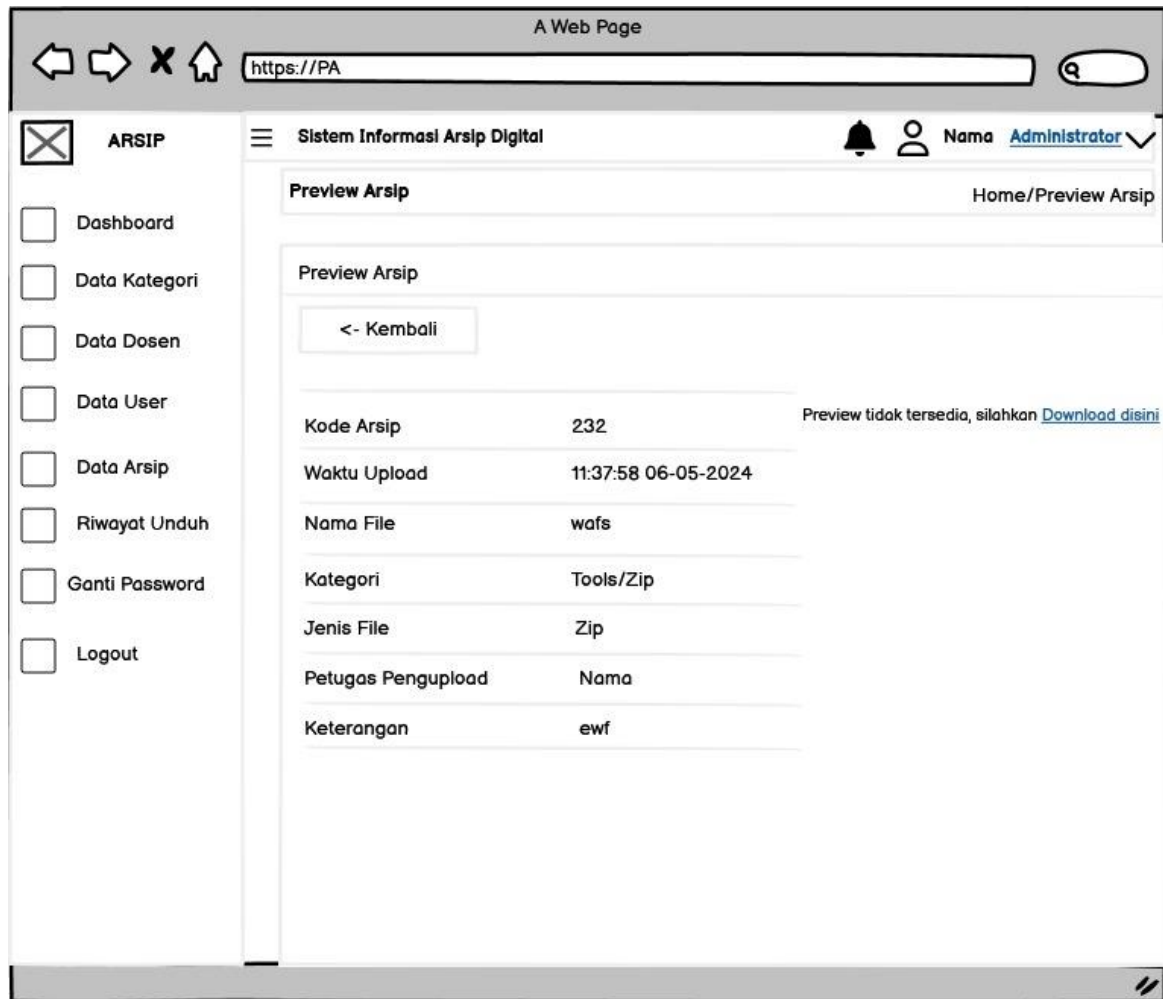 A Web Page
https://PA
ARSIP
Sistem Informasi Arsip Digital
Nama Administrator
Preview Arsip
Home/Preview Arsip
Dashboard
Data Kategori
Data Dosen
Data User
Data Arsip
Riwayat Unduh
Ganti Password
Logout
Preview Arsip
<- Kembali
Kode Arsip 232
Waktu Upload 11:37:58 06-05-2024
Nama File wafs
Kategori Tools/Zip
Jenis File Zip
Petugas Pengupload Nama
Keterangan ewf
Preview tidak tersedia, silahkan Download disini